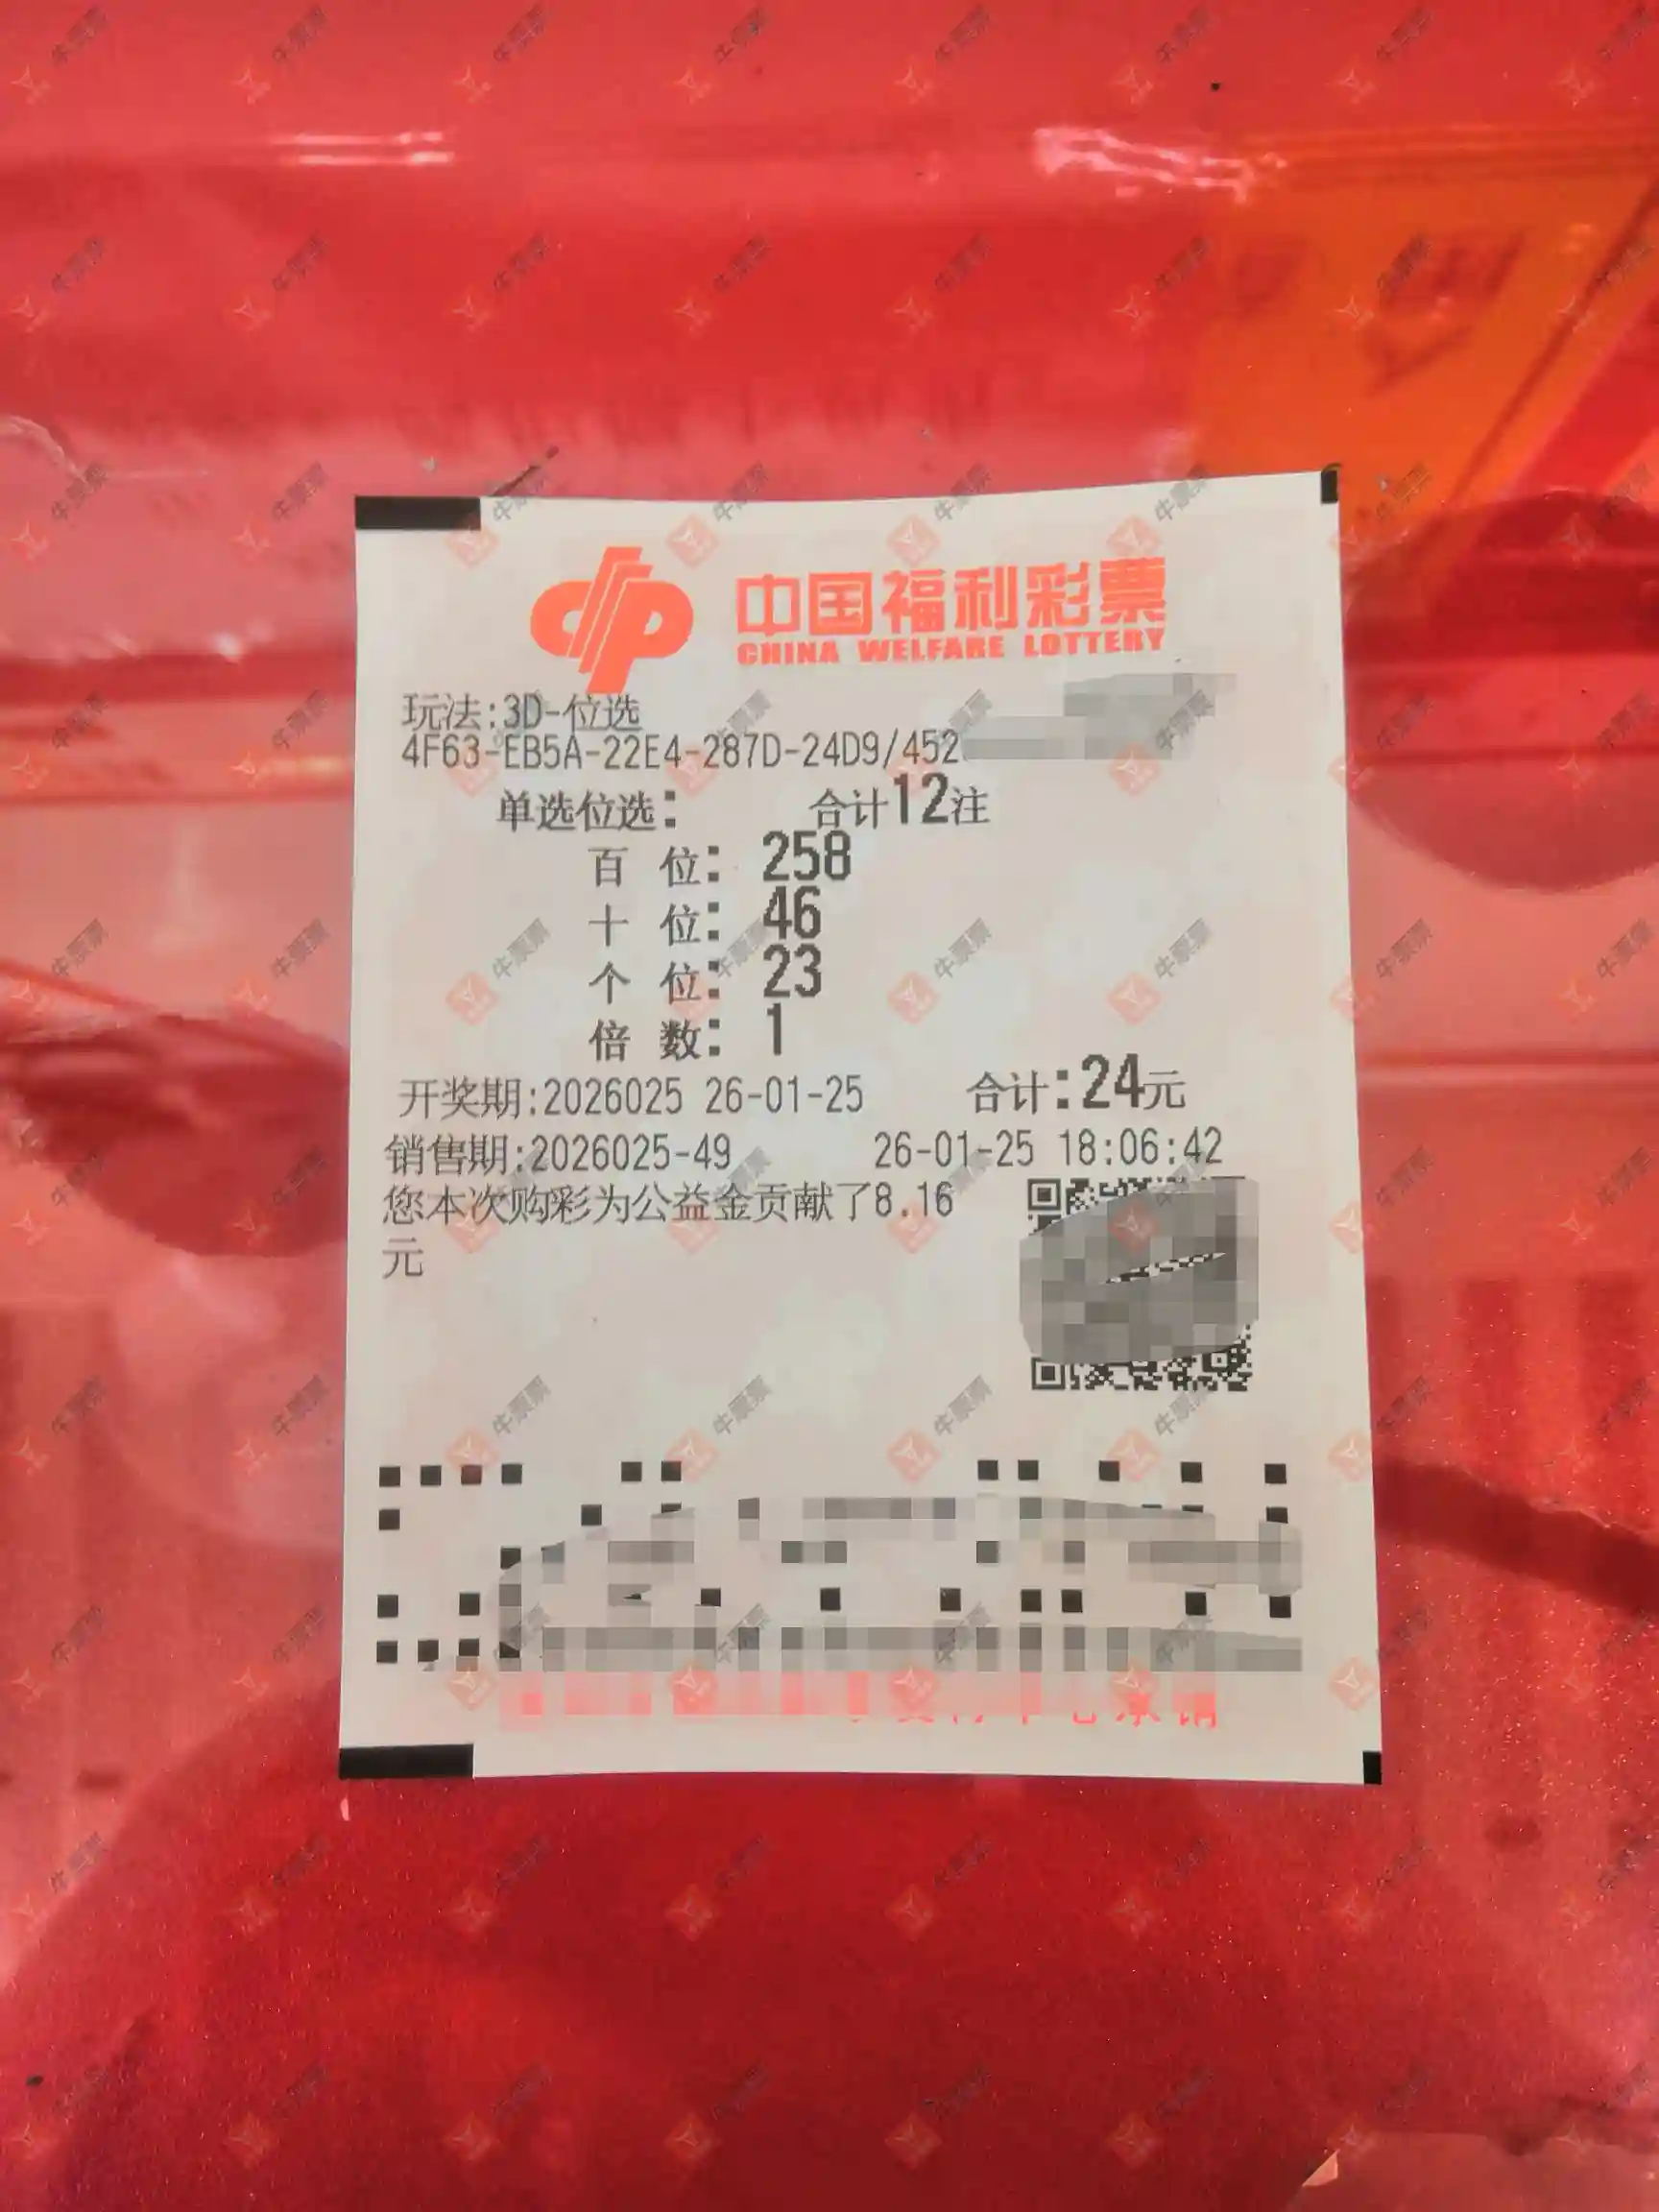 中国福利彩票
CHINA WELFARE LOTTERY
玩法:3D-位选
4F63-EB5A-22E4-287D-24D9/452
单选位选: 合计12注
百 位: 258
十 位: 46
个 位: 23
倍 数: 1
开奖期:2026025 26-01-25 合计:24元
销售期:2026025-49 26-01-25 18:06:42
您本次购彩为公益金贡献了8.16
元
牛票票